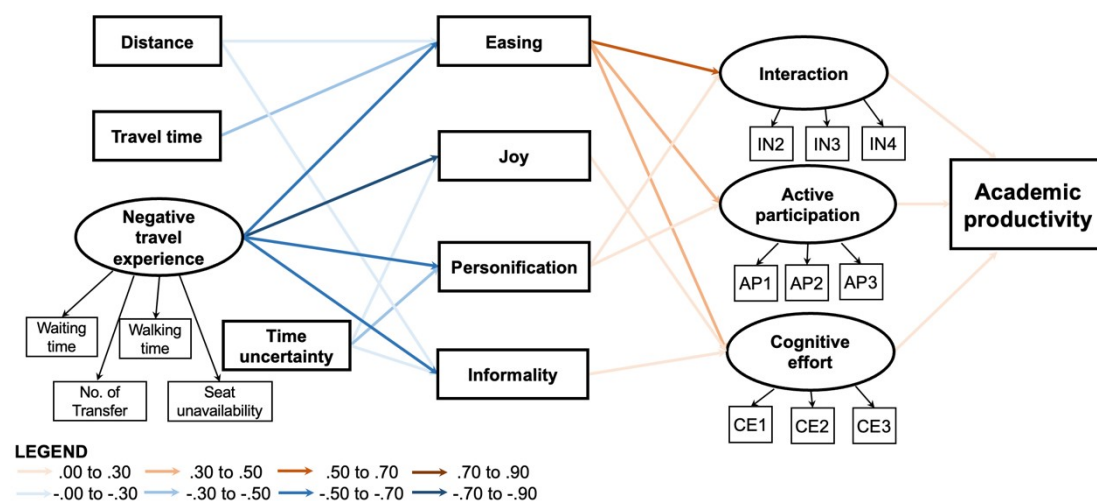 Distance
Easing
Interaction
IN2
IN3
IN4
Travel time
Joy
Active
participation
AP1
AP2
AP3
Academic
productivity
Negative
travel
experience
Personification
Waiting
time
Walking
time
Time
uncertainty
Informality
Cognitive
effort
No. of
Transfer
Seat
unavailability
CE1
CE2
CE3
LEGEND
.00 to .30
.30 to .50
.50 to .70
.70 to .90
-.00 to -.30
-.30 to -.50
-.50 to -.70
-.70 to -.90